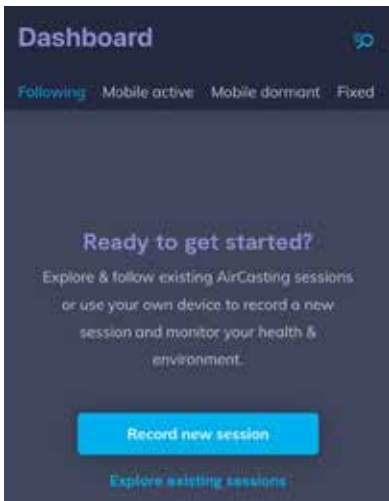 Dashboard
Following Mobile active Mobile dormant Fixed
Ready to get started?
Explore & follow existing AirCasting sessions
or use your own device to record a new
session and monitor your health &
environment.
Record new session
Explore existing sessions